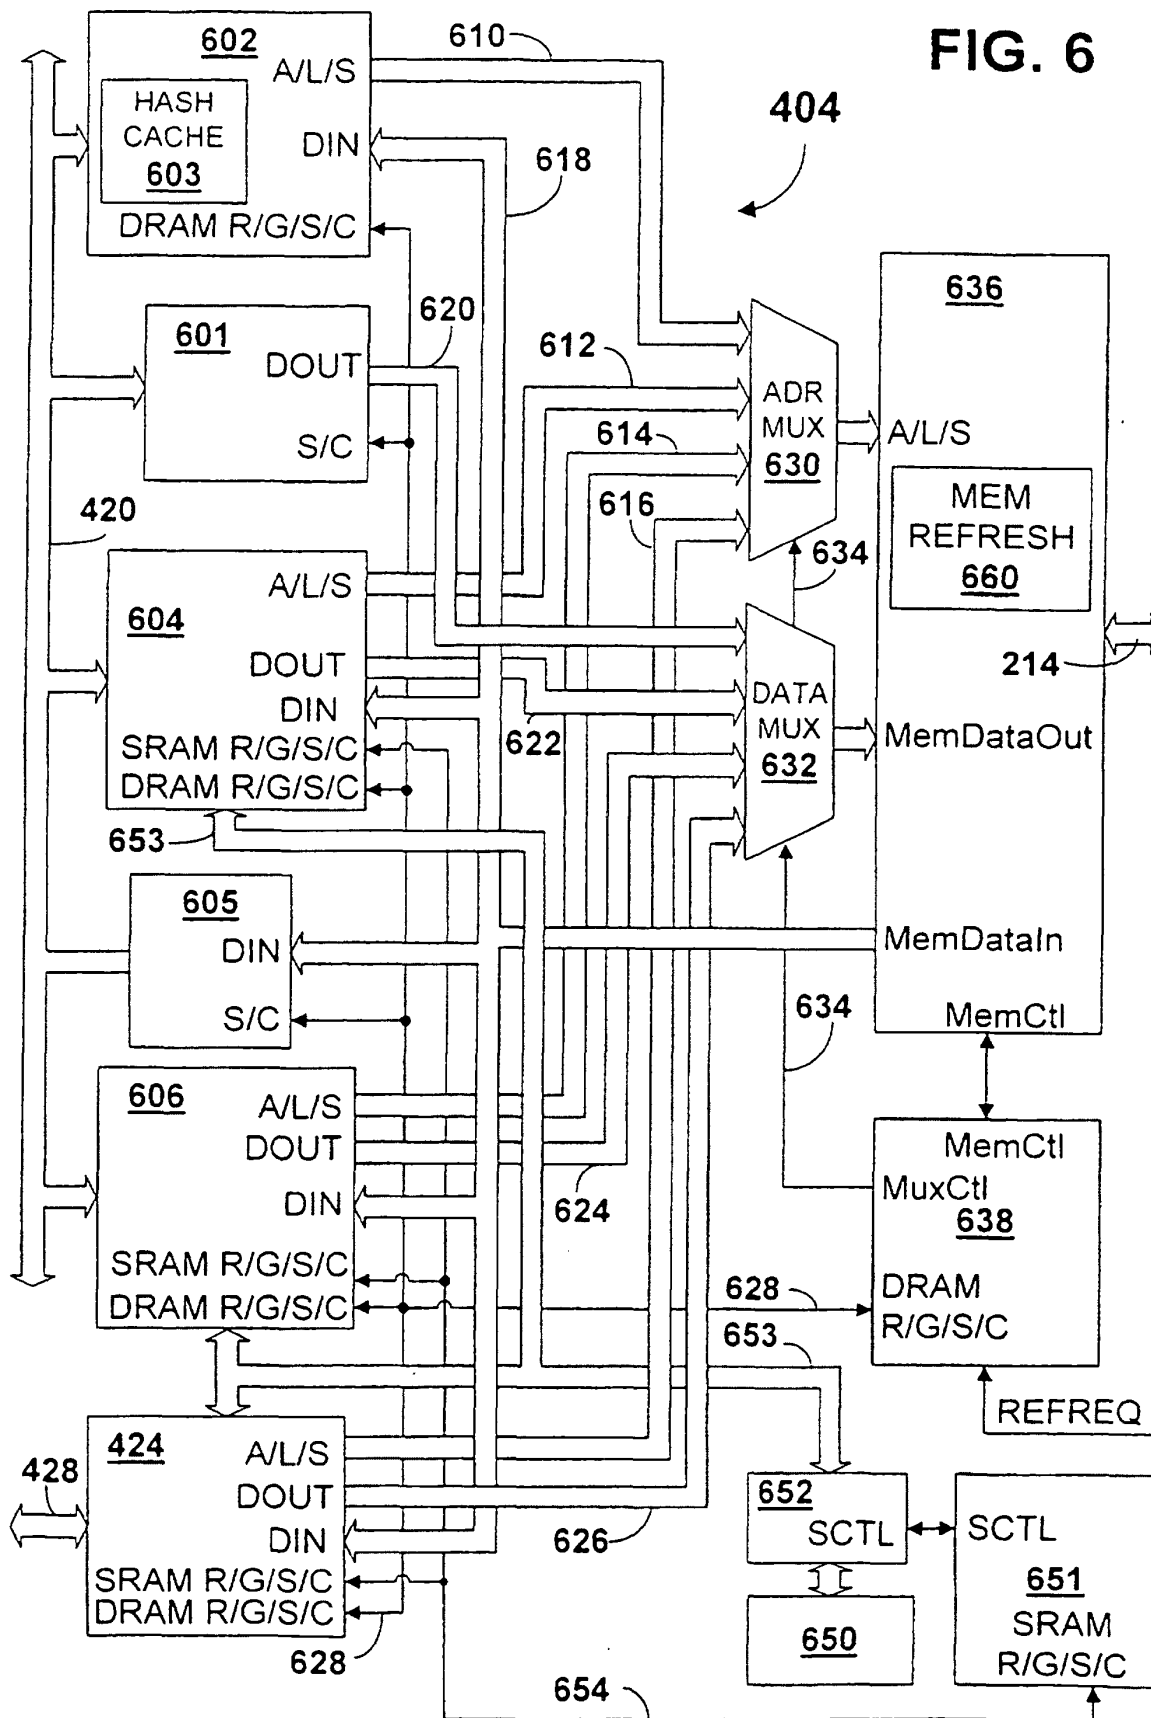 FIG. 6
404
602
A/L/S
HASH
CACHE
603
DIN
DRAM R/G/S/C
610
618
620
601
DOUT
S/C
612
614
616
ADR
MUX
630
634
636
A/L/S
MEM
REFRESH
660
214
MemDataOut
MemDataIn
MemCtl
420
604
A/L/S
DOUT
DIN
SRAM R/G/S/C
DRAM R/G/S/C
622
DATA
MUX
632
653
605
DIN
S/C
634
606
A/L/S
DOUT
DIN
SRAM R/G/S/C
DRAM R/G/S/C
624
MemCtl
MuxCtl
638
DRAM
R/G/S/C
628
653
REFREQ
424
428
A/L/S
DOUT
DIN
SRAM R/G/S/C
DRAM R/G/S/C
628
626
652
SCTL
650
SCTL
651
SRAM
R/G/S/C
654